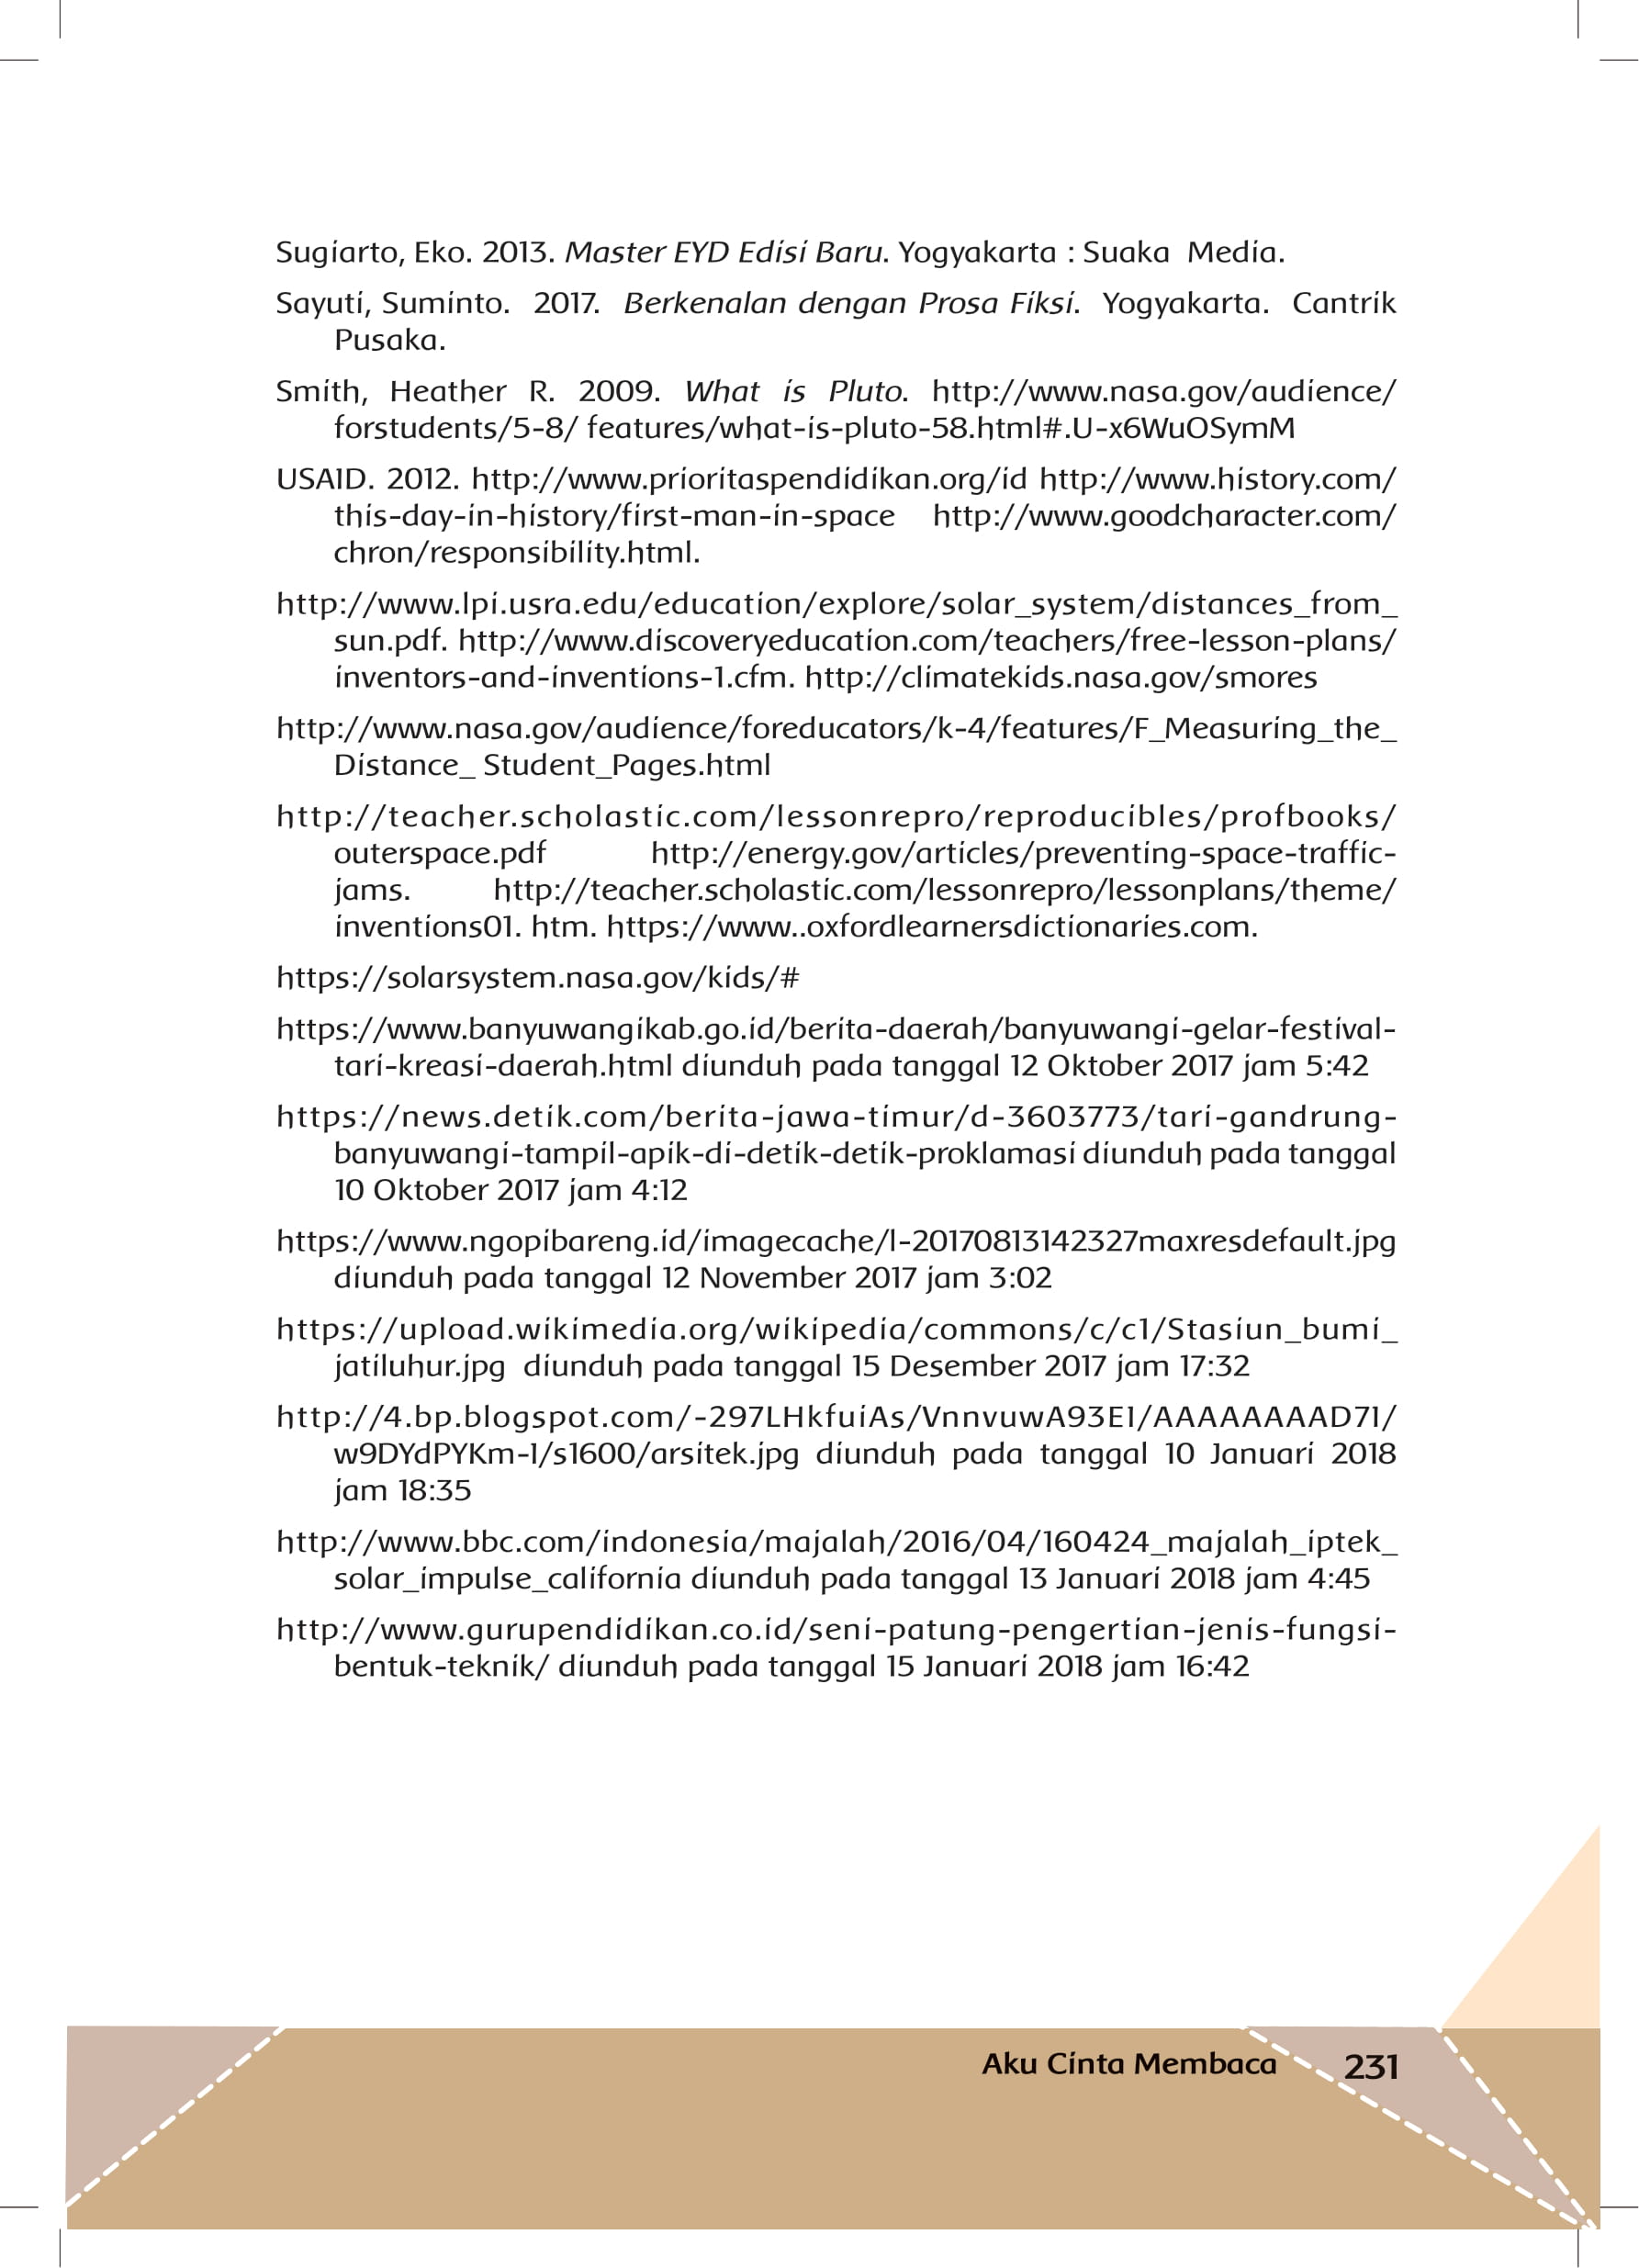 Sugiarto, Eko. 2013. Master EYD Edisi Baru. Yogyakarta : Suaka Media.
Sayuti, Suminto. 2017. Berkenalan dengan Prosa Fiksi. Yogyakarta. Cantrik
Pusaka.
Smith, Heather R. 2009. What is Pluto. http://www.nasa.gov/audience/
forstudents/5-8/ features/what-is-pluto-58.html#.U-x6WuOSymM
USAID. 2012. http://www.prioritaspendidikan.org/id http://www.history.com/
this-day-in-history/first-man-in-space http://www.goodcharacter.com/
chron/responsibility.html.
http://www.lpi.usra.edu/education/explore/solar_system/distances_from_
sun.pdf. http://www.discoveryeducation.com/teachers/free-lesson-plans/
inventors-and-inventions-1.cfm. http://climatekids.nasa.gov/smores
http://www.nasa.gov/audience/foreducators/k-4/features/F_Measuring_the_
Distance_ Student_Pages.html
http://teacher.scholastic.com/lessonrepro/reproducibles/profbooks/
outerspace.pdf http://energy.gov/articles/preventing-space-traffic-
jams. http://teacher.scholastic.com/lessonrepro/lessonplans/theme/
inventions01. htm. https://www..oxfordlearnersdictionaries.com.
https://solarsystem.nasa.gov/kids/#
https://www.banyuwangikab.go.id/berita-daerah/banyuwangi-gelar-festival-
tari-kreasi-daerah.html diunduh pada tanggal 12 Oktober 2017 jam 5:42
https://news.detik.com/berita-jawa-timur/d-3603773/tari-gandrung-
banyuwangi-tampil-apik-di-detik-detik-proklamasi diunduh pada tanggal
10 Oktober 2017 jam 4:12
https://www.ngopibareng.id/imagecache/l-20170813142327maxresdefault.jpg
diunduh pada tanggal 12 November 2017 jam 3:02
https://upload.wikimedia.org/wikipedia/commons/c/c1/Stasiun_bumi_
jatiluhur.jpg diunduh pada tanggal 15 Desember 2017 jam 17:32
http://4.bp.blogspot.com/-297LHkfuiAs/VnnvuwA93EI/AAAAAAAAD7I/
w9DYdPYKm-I/s1600/arsitek.jpg diunduh pada tanggal 10 Januari 2018
jam 18:35
http://www.bbc.com/indonesia/majalah/2016/04/160424_majalah_iptek_
solar_impulse_california diunduh pada tanggal 13 Januari 2018 jam 4:45
http://www.gurupendidikan.co.id/seni-patung-pengertian-jenis-fungsi-
bentuk-teknik/ diunduh pada tanggal 15 Januari 2018 jam 16:42
Aku Cinta Membaca 231